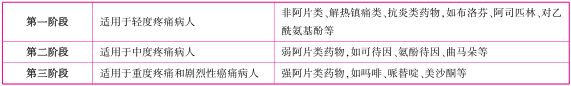 第一阶段 适用于轻度疼痛病人 非阿片类、解热镇痛类、抗炎类药物,如布洛芬、阿司匹林、对乙
酰氨基酚等
第二阶段 适用于中度疼痛病人 弱阿片类药物,如可待因、氨酚待因、曲马朵等
第三阶段 适用于重度疼痛和剧烈性癌痛病人 强阿片类药物,如吗啡、哌替啶、美沙酮等